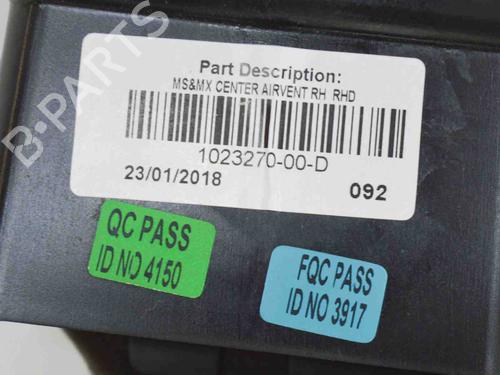 B-PARTS
Part Description:
MS&MX CENTER AIRVENT RH RHD
1023270-00-D
23/01/2018 092
QC PASS
ID NO 4150
FQC PASS
ID NO 3917